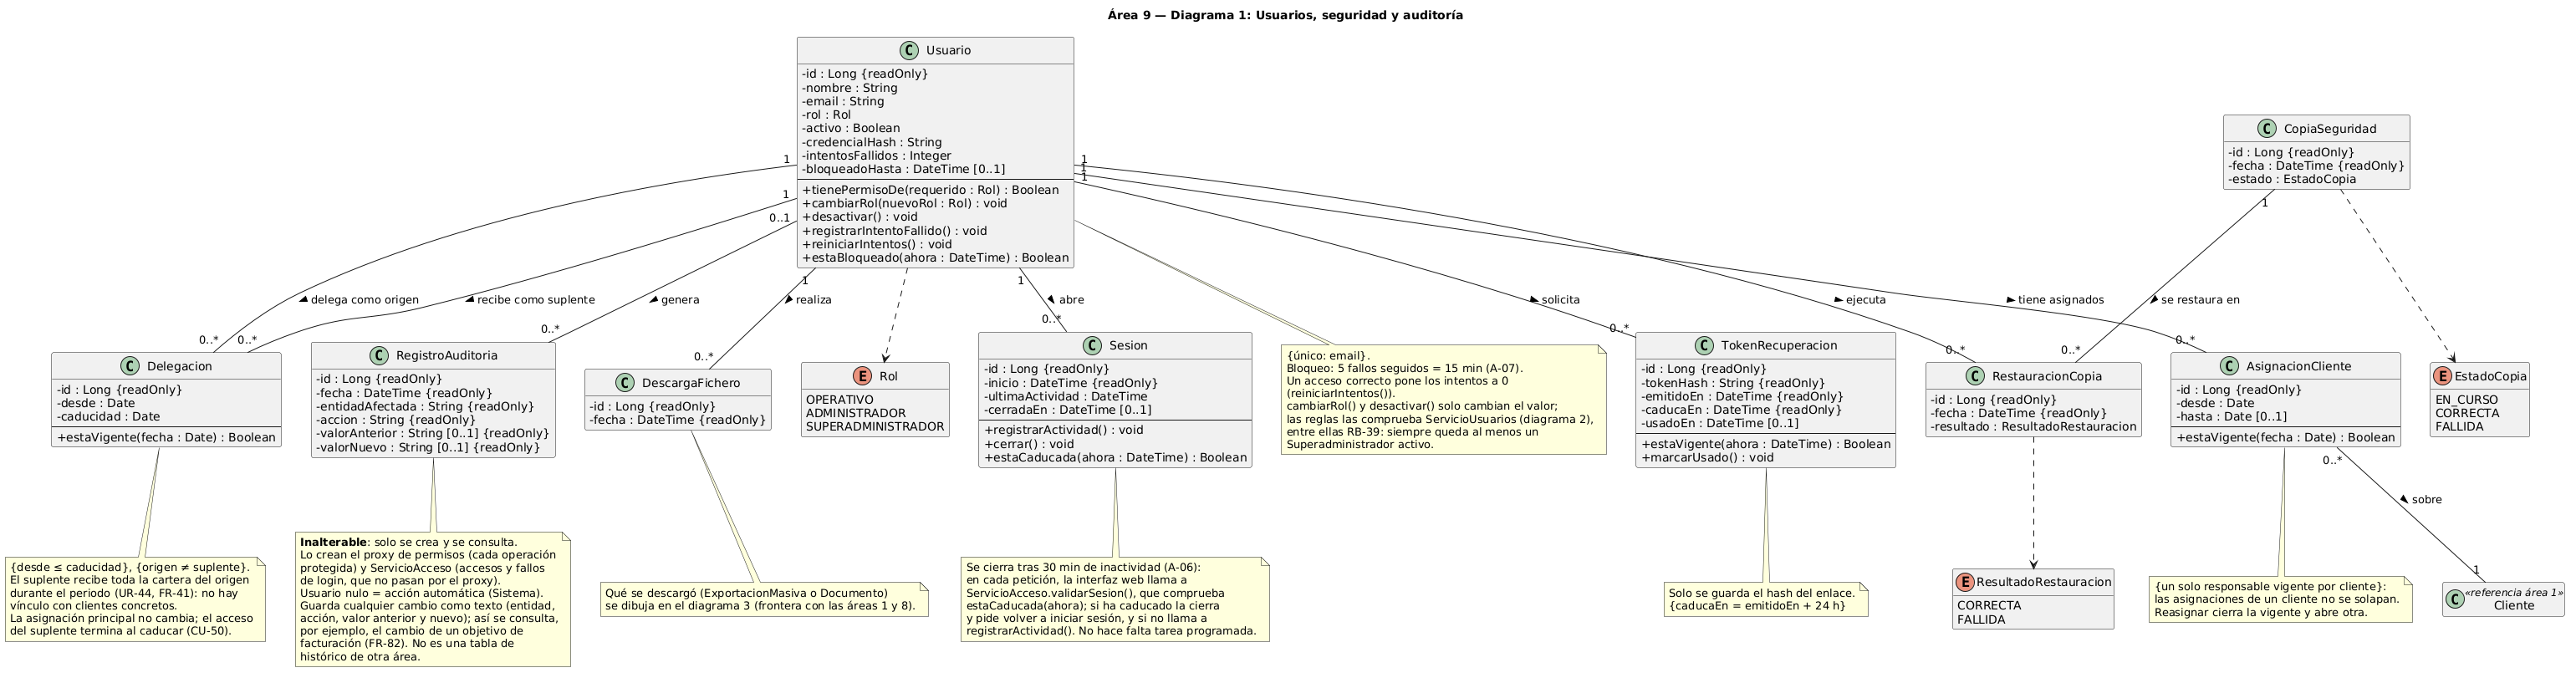 Área 9 — Diagrama 1: Usuarios, seguridad y auditoría
C Usuario
-id : Long {readOnly}
-nombre : String
-email : String
-rol : Rol
-activo : Boolean
-credencialHash : String
-intentosFallidos : Integer
-bloqueadoHasta : DateTime [0..1]
+tienePermisoDe(requerido : Rol) : Boolean
+cambiarRol(nuevoRol : Rol) : void
+desactivar() : void
+registrarIntentoFallido() : void
+reiniciarIntentos() : void
+estaBloqueado(ahora : DateTime) : Boolean
C CopiaSeguridad
-id : Long {readOnly}
-fecha : DateTime {readOnly}
-estado : EstadoCopia
1
1
0..1
1
1
1
1
1
1
delega como origen
recibe como suplente
genera
realiza
abre
solicita
ejecuta
tiene asignados
se restaura en
0..*
0..*
0..*
0..*
0..*
0..*
0..*
0..*
0..*
C Delegacion
-id : Long {readOnly}
-desde : Date
-caducidad : Date
+estaVigente(fecha : Date) : Boolean
C RegistroAuditoria
-id : Long {readOnly}
-fecha : DateTime {readOnly}
-entidadAfectada : String {readOnly}
-accion : String {readOnly}
-valorAnterior : String [0..1] {readOnly}
-valorNuevo : String [0..1] {readOnly}
C DescargaFichero
-id : Long {readOnly}
-fecha : DateTime {readOnly}
E Rol
OPERATIVO
ADMINISTRADOR
SUPERADMINISTRADOR
C Sesion
-id : Long {readOnly}
-inicio : DateTime {readOnly}
-ultimaActividad : DateTime
-cerradaEn : DateTime [0..1]
+registrarActividad() : void
+cerrar() : void
+estaCaducada(ahora : DateTime) : Boolean
{único: email}.
Bloqueo: 5 fallos seguidos = 15 min (A-07).
Un acceso correcto pone los intentos a 0
(reiniciarIntentos()).
cambiarRol() y desactivar() solo cambian el valor;
las reglas las comprueba ServicioUsuarios (diagrama 2),
entre ellas RB-39: siempre queda al menos un
Superadministrador activo.
C TokenRecuperacion
-id : Long {readOnly}
-tokenHash : String {readOnly}
-emitidoEn : DateTime {readOnly}
-caducaEn : DateTime {readOnly}
-usadoEn : DateTime [0..1]
+estaVigente(ahora : DateTime) : Boolean
+marcarUsado() : void
C RestauracionCopia
-id : Long {readOnly}
-fecha : DateTime {readOnly}
-resultado : ResultadoRestauracion
C AsignacionCliente
-id : Long {readOnly}
-desde : Date
-hasta : Date [0..1]
+estaVigente(fecha : Date) : Boolean
E EstadoCopia
EN_CURSO
CORRECTA
FALLIDA
0..*
sobre
1
{desde ≤ caducidad}, {origen ≠ suplente}.
El suplente recibe toda la cartera del origen
durante el periodo (UR-44, FR-41): no hay
vínculo con clientes concretos.
La asignación principal no cambia; el acceso
del suplente termina al caducar (CU-50).
Inalterable: solo se crea y se consulta.
Lo crean el proxy de permisos (cada operación
protegida) y ServicioAcceso (accesos y fallos
de login, que no pasan por el proxy).
Usuario nulo = acción automática (Sistema).
Guarda cualquier cambio como texto (entidad,
acción, valor anterior y nuevo); así se consulta,
por ejemplo, el cambio de un objetivo de
facturación (FR-82). No es una tabla de
histórico de otra área.
Qué se descargó (ExportacionMasiva o Documento)
se dibuja en el diagrama 3 (frontera con las áreas 1 y 8).
Se cierra tras 30 min de inactividad (A-06):
en cada petición, la interfaz web llama a
ServicioAcceso.validarSesion(), que comprueba
estaCaducada(ahora); si ha caducado la cierra
y pide volver a iniciar sesión, y si no llama a
registrarActividad(). No hace falta tarea programada.
Solo se guarda el hash del enlace.
{caducaEn = emitidoEn + 24 h}
E ResultadoRestauracion
CORRECTA
FALLIDA
{un solo responsable vigente por cliente}:
las asignaciones de un cliente no se solapan.
Reasignar cierra la vigente y abre otra.
C «referencia área 1»
Cliente